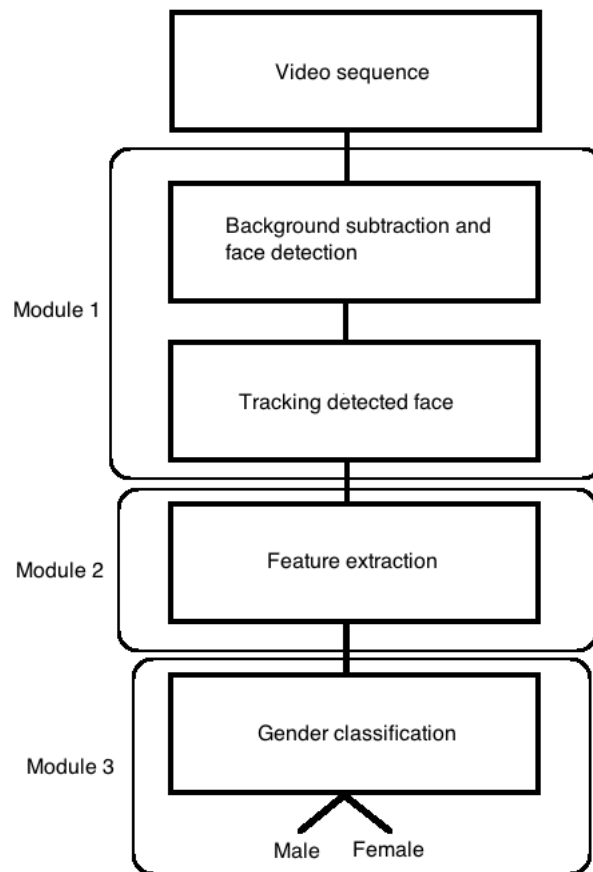 Video sequence
Background subtraction and
face detection
Module 1
Tracking detected face
Feature extraction
Module 2
Gender classification
Module 3
Male Female